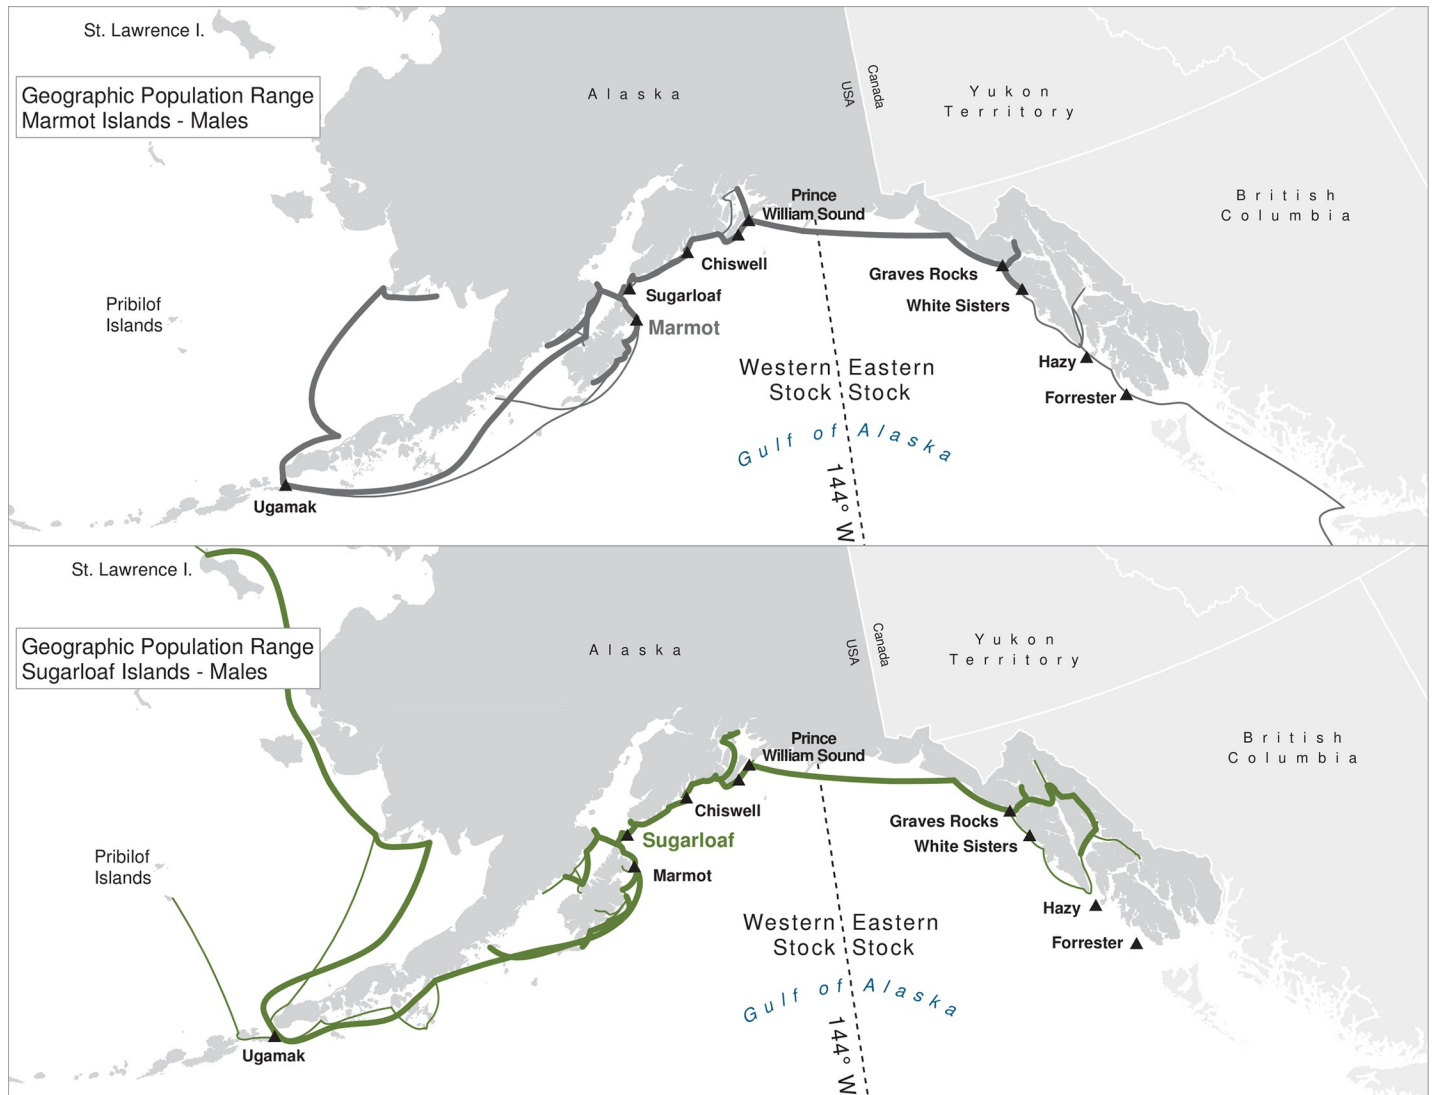 St. Lawrence I.
Geographic Population Range
Marmot Islands - Males
Alaska
USA
Canada
Yukon
Territory
British
Columbia
Prince
William Sound
Chiswell
Sugarloaf
Marmot
Pribilof
Islands
Graves Rocks
White Sisters
Hazy
Forrester
Western
Stock
Eastern
Stock
Gulf of Alaska
144° W
Ugamak
St. Lawrence I.
Geographic Population Range
Sugarloaf Islands - Males
Alaska
USA
Canada
Yukon
Territory
British
Columbia
Prince
William Sound
Chiswell
Sugarloaf
Marmot
Pribilof
Islands
Graves Rocks
White Sisters
Hazy
Forrester
Western
Stock
Eastern
Stock
Gulf of Alaska
144° W
Ugamak